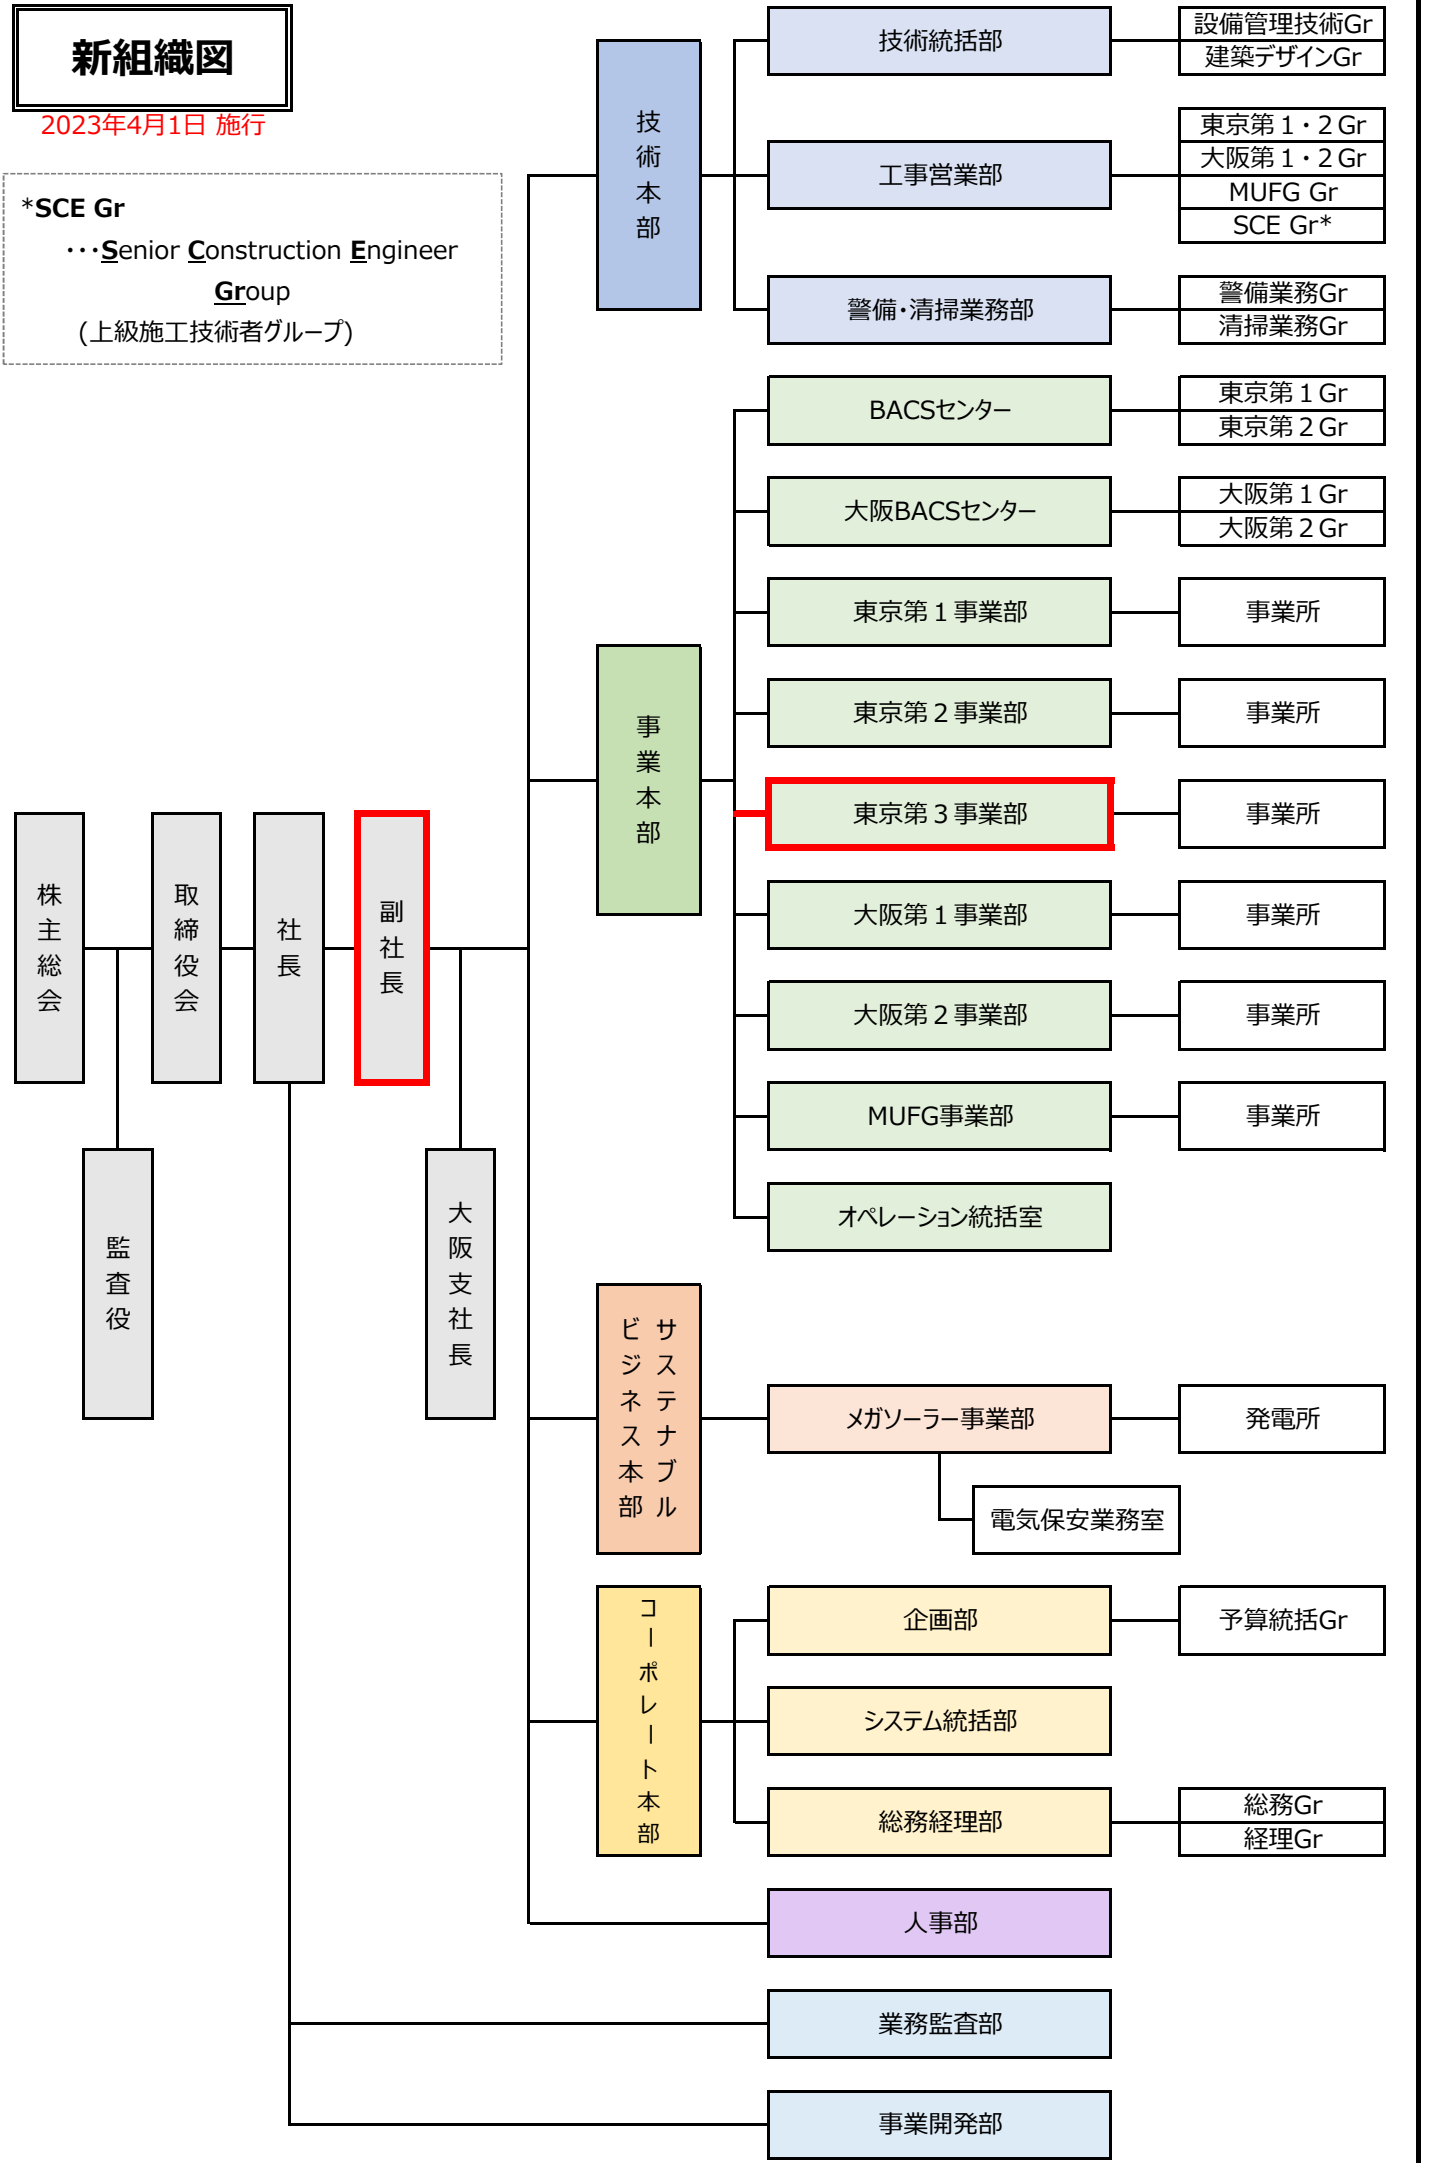 新組織図
2023年4月1日 施行
*SCE Gr
･･･Senior Construction Engineer
Group
(上級施工技術者グループ)
株主総会
監査役
取締役会
社長
副社長
大阪支社長
技術本部
技術統括部
設備管理技術Gr
建築デザインGr
工事営業部
東京第１・２Gr
大阪第１・２Gr
MUFG Gr
SCE Gr*
警備・清掃業務部
警備業務Gr
清掃業務Gr
事業本部
BACSセンター
東京第１Gr
東京第２Gr
大阪BACSセンター
大阪第１Gr
大阪第２Gr
東京第１事業部
事業所
東京第２事業部
事業所
東京第３事業部
事業所
大阪第１事業部
事業所
大阪第２事業部
事業所
MUFG事業部
事業所
オペレーション統括室
サステナブル
ビジネス本部
メガソーラー事業部
発電所
電気保安業務室
コーポレート本部
企画部
予算統括Gr
システム統括部
総務経理部
総務Gr
経理Gr
人事部
業務監査部
事業開発部